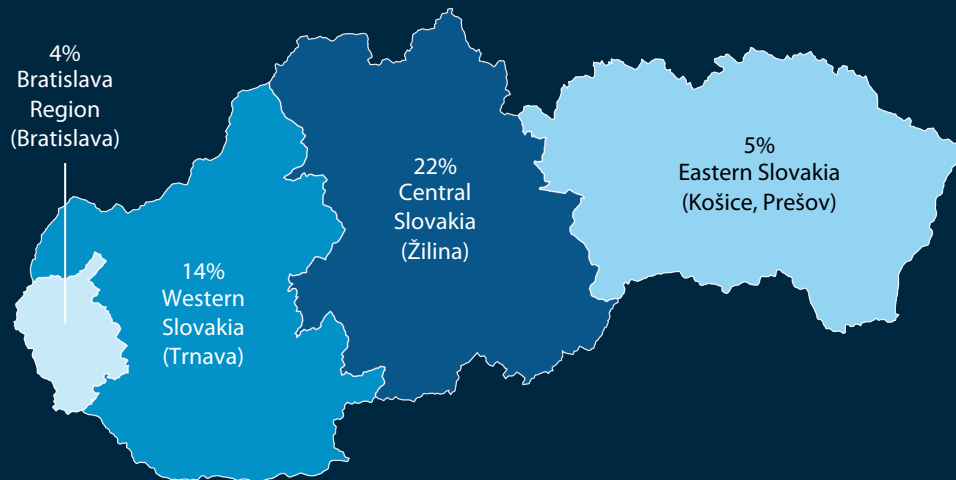 4%
Bratislava
Region
(Bratislava)
14%
Western
Slovakia
(Trnava)
22%
Central
Slovakia
(Žilina)
5%
Eastern Slovakia
(Košice, Prešov)